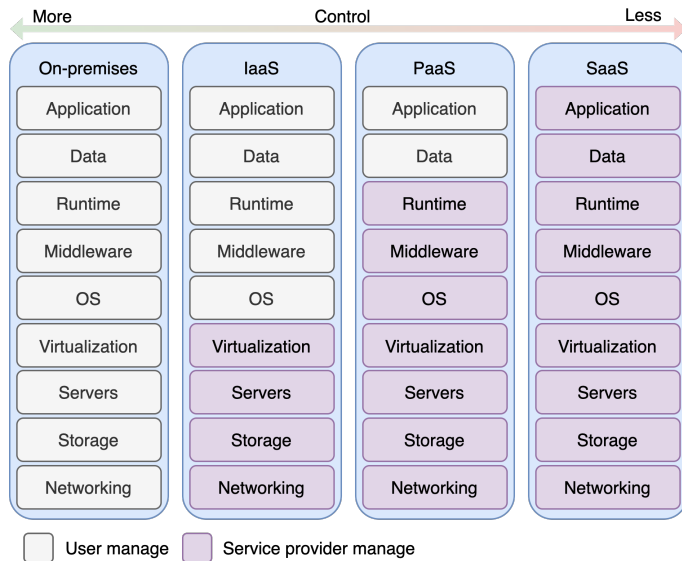 More Control Less
On-premises IaaS PaaS SaaS
Application Application Application Application
Data Data Data Data
Runtime Runtime Runtime Runtime
Middleware Middleware Middleware Middleware
OS OS OS OS
Virtualization Virtualization Virtualization Virtualization
Servers Servers Servers Servers
Storage Storage Storage Storage
Networking Networking Networking Networking
User manage Service provider manage